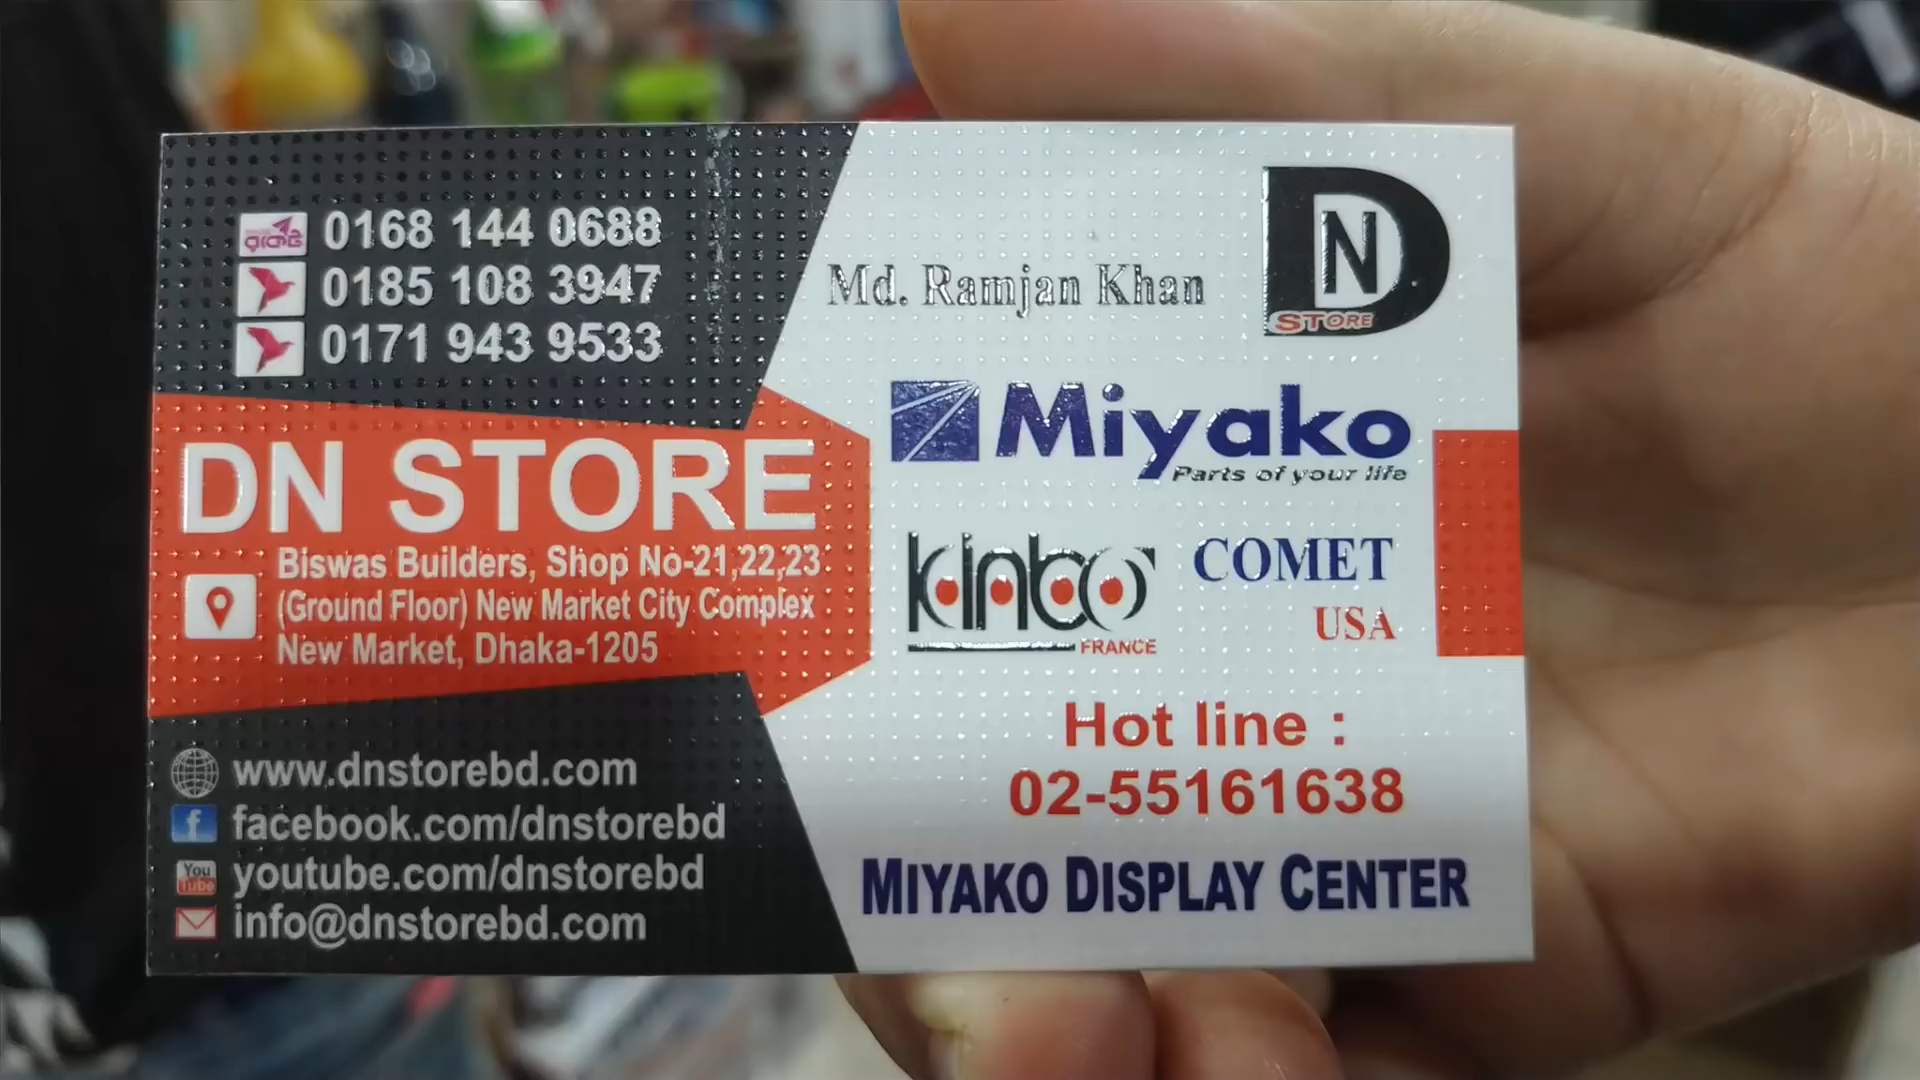 0168 144 0688
0185 108 3947
0171 943 9533
DN STORE
Biswas Builders, Shop No-21,22,23
(Ground Floor) New Market City Complex
New Market, Dhaka-1205
www.dnstorebd.com
f facebook.com/dnstorebd
You Tube youtube.com/dnstorebd
info@dnstorebd.com
Md. Ramjan Khan
DN
STORE
Miyako
Parts of your life
kinbo
FRANCE
COMET
USA
Hot line :
02-55161638
MIYAKO DISPLAY CENTER